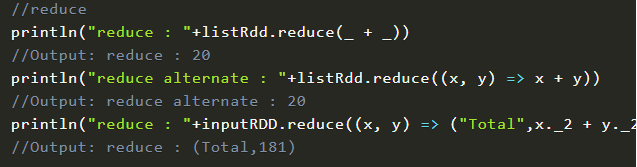 //reduce
println("reduce : "+listRdd.reduce(_ + _))
//Output: reduce : 20
println("reduce alternate : "+listRdd.reduce((x, y) => x + y))
//Output: reduce alternate : 20
println("reduce : "+inputRDD.reduce((x, y) => ("Total",x._2 + y._2
//Output: reduce : (Total,181)